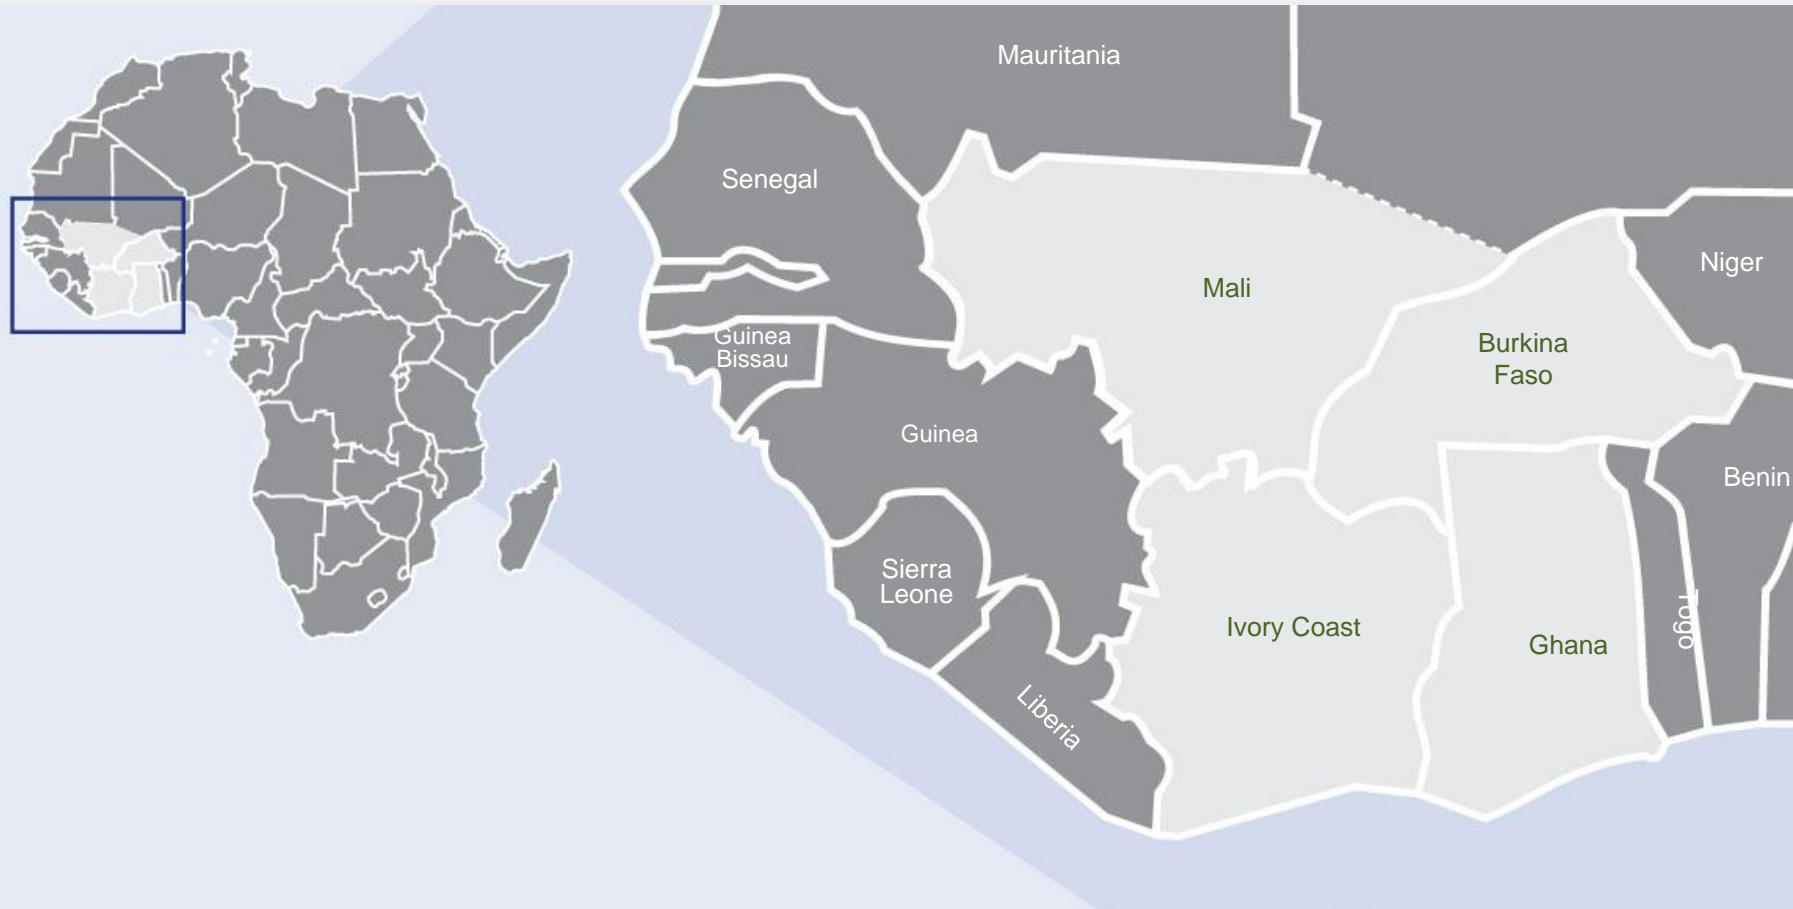 Mauritania
Senegal
Mali
Niger
Guinea
Bissau
Burkina
Faso
Guinea
Benin
Sierra
Leone
Ivory Coast
Ghana
Togo
Liberia